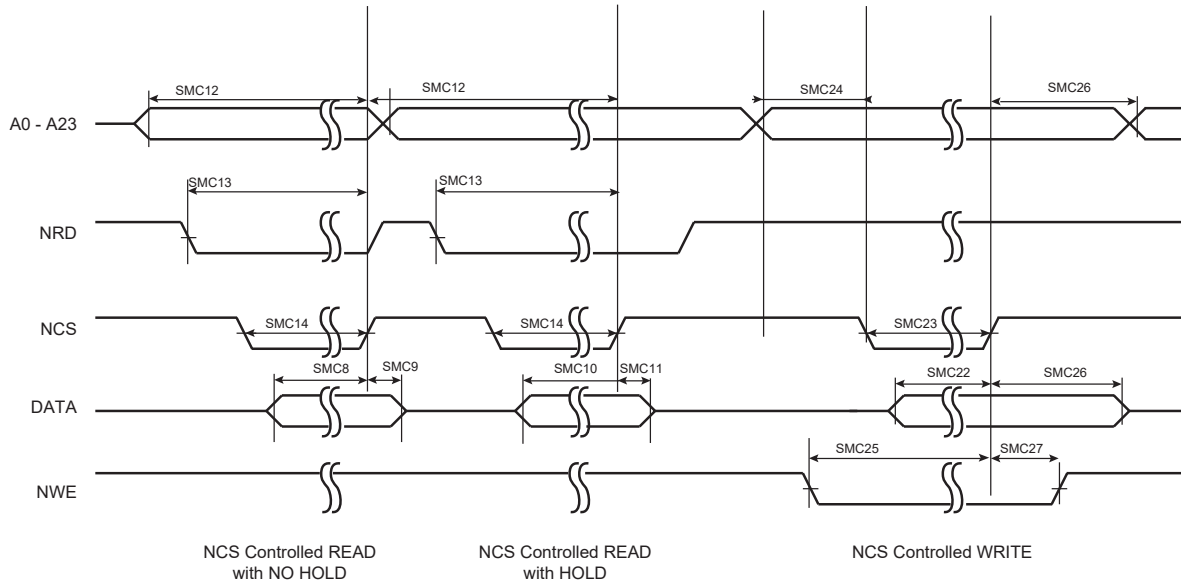 SMC12
SMC12
SMC24
SMC26
A0 - A23
SMC13
SMC13
NRD
NCS
SMC14
SMC14
SMC23
SMC8
SMC9
SMC10
SMC11
SMC22
SMC26
DATA
SMC25
SMC27
NWE
NCS Controlled READ
with NO HOLD
NCS Controlled READ
with HOLD
NCS Controlled WRITE